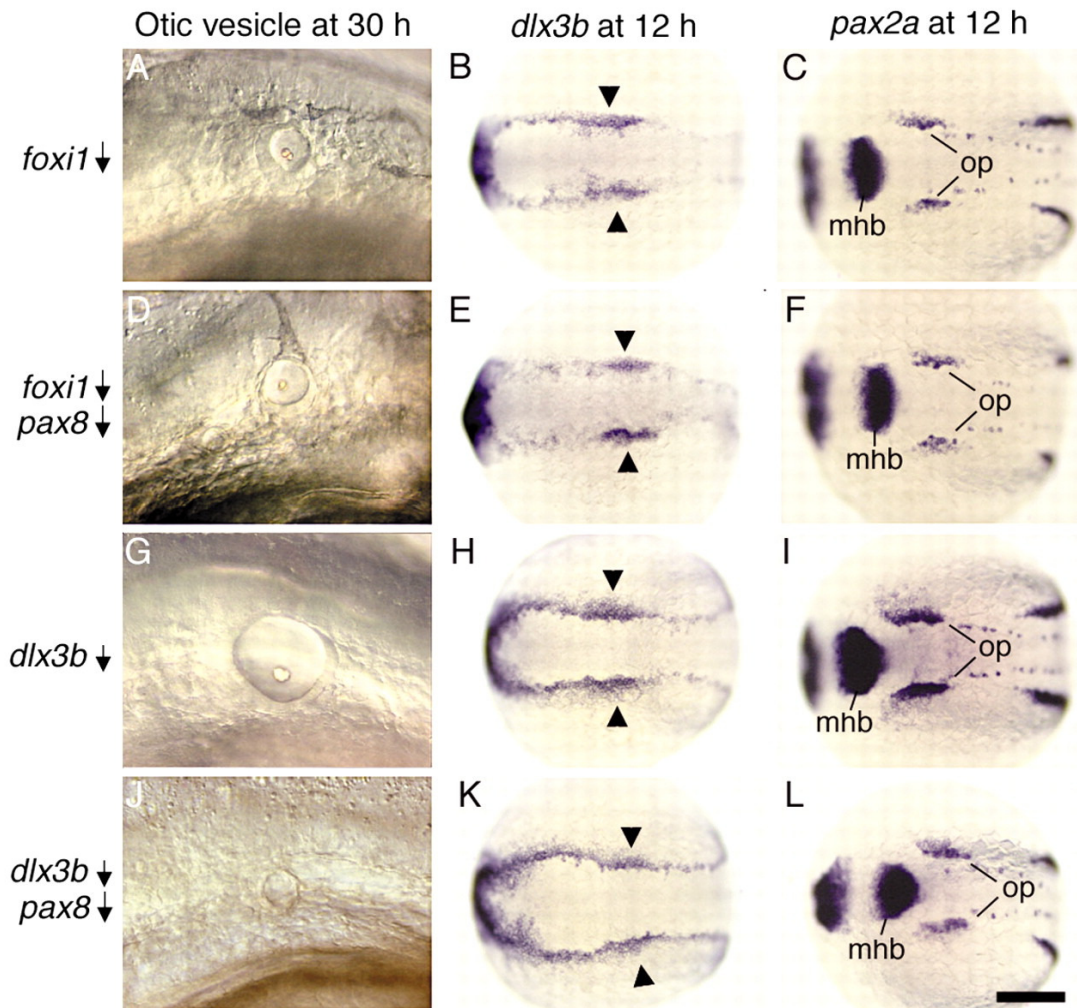 Otic vesicle at 30 h
dlx3b at 12 h
pax2a at 12 h
foxi1 ↓
A
B
C
op
mhb
foxi1 ↓
pax8 ↓
D
E
F
op
mhb
dlx3b ↓
G
H
I
op
mhb
dlx3b ↓
pax8 ↓
J
K
L
op
mhb